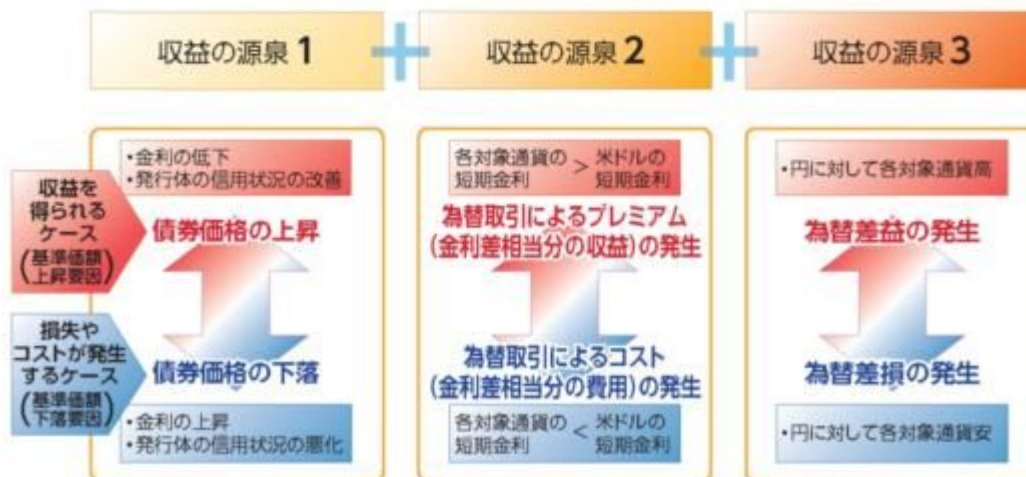 収益の源泉 1
収益の源泉 2
収益の源泉 3
収益を
得られる
ケース
(基準価額
上昇要因)
・金利の低下
・発行体の信用状況の改善
債券価格の上昇
各対象通貨の
短期金利
>
米ドルの
短期金利
為替取引によるプレミアム
(金利差相当分の収益)の発生
・円に対して各対象通貨高
為替差益の発生
損失や
コストが発生
するケース
(基準価額
下落要因)
債券価格の下落
・金利の上昇
・発行体の信用状況の悪化
為替取引によるコスト
(金利差相当分の費用)の発生
各対象通貨の
短期金利
<
米ドルの
短期金利
為替差損の発生
・円に対して各対象通貨安